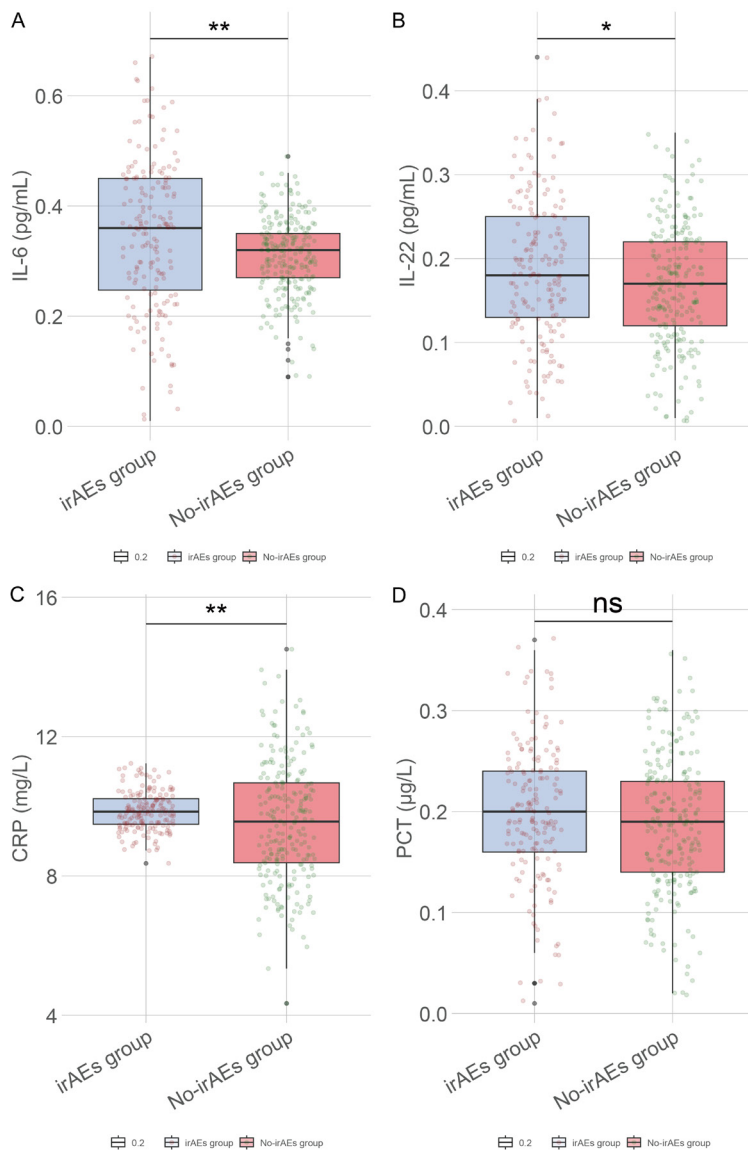 A
**
IL-6 (pg/mL)
0.6
0.4
0.2
0.0
irAEs group
No-irAEs group
0.2 irAEs group No-irAEs group
B
*
IL-22 (pg/mL)
0.4
0.3
0.2
0.1
0.0
irAEs group
No-irAEs group
0.2 irAEs group No-irAEs group
C
**
CRP (mg/L)
16
12
8
4
irAEs group
No-irAEs group
0.2 irAEs group No-irAEs group
D
ns
PCT (µg/L)
0.4
0.3
0.2
0.1
0.0
irAEs group
No-irAEs group
0.2 irAEs group No-irAEs group